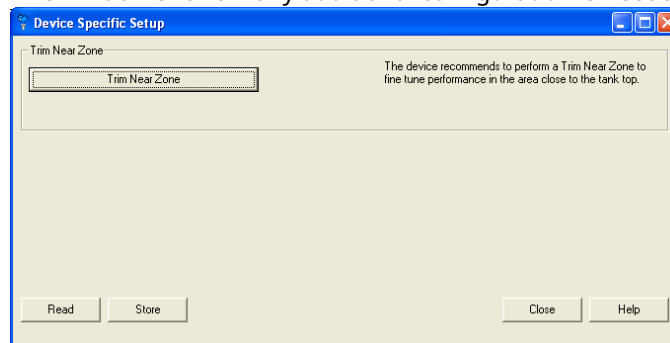 Device Specific Setup
Trim Near Zone
Trim Near Zone
The device recommends to perform a Trim Near Zone to
fine tune performance in the area close to the tank top.
Read
Store
Close
Help